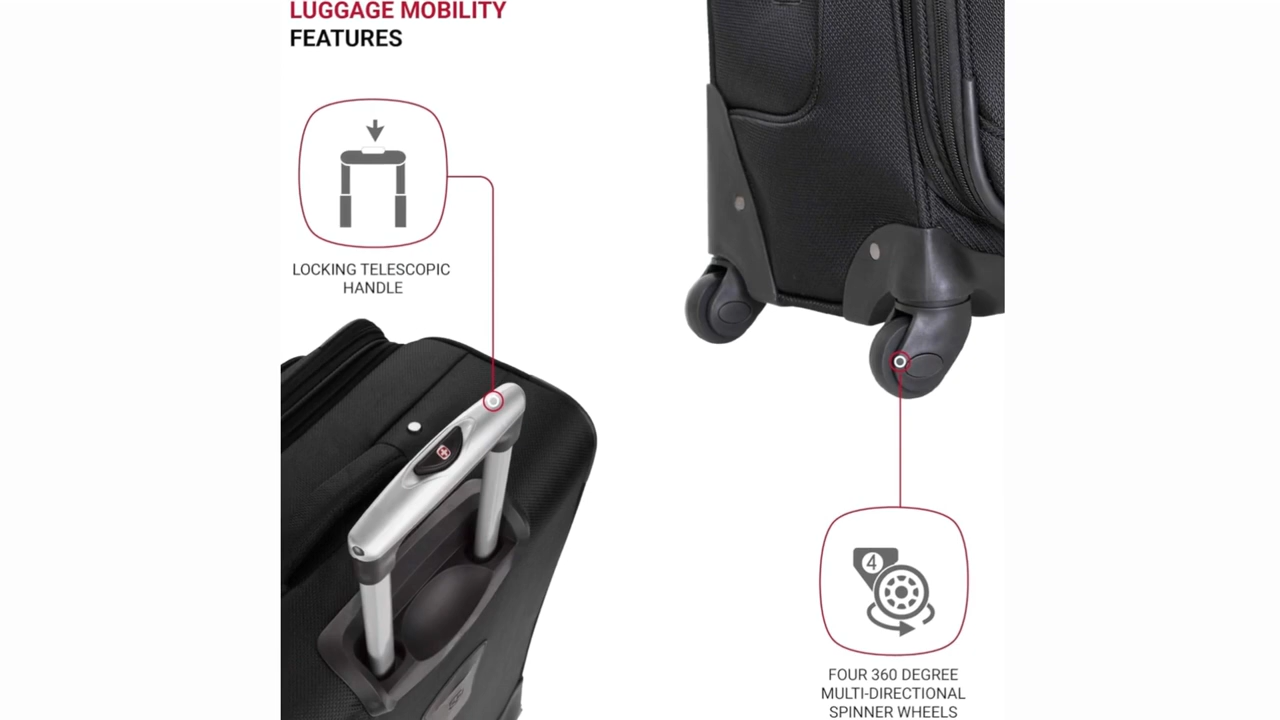 LUGGAGE MOBILITY
FEATURES
LOCKING TELESCOPIC
HANDLE
4
FOUR 360 DEGREE
MULTI-DIRECTIONAL
SPINNER WHEELS